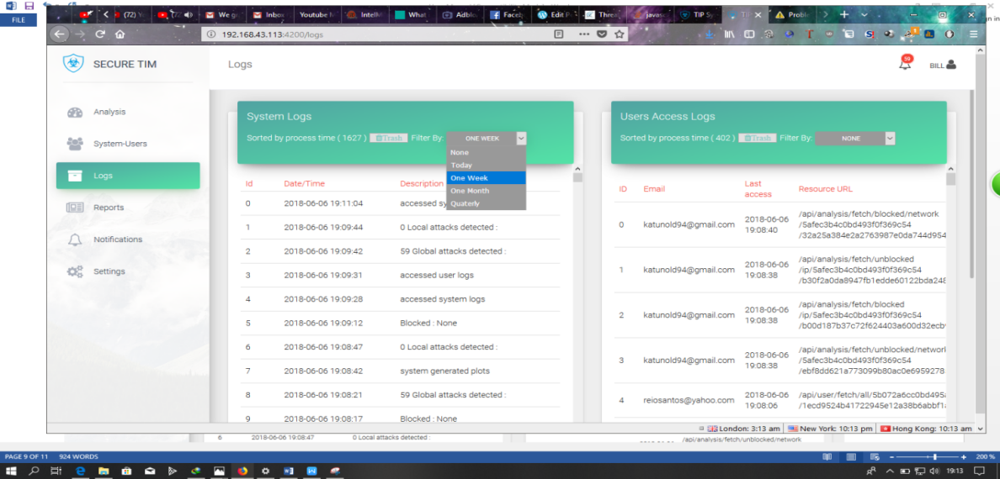 FILE
(72)
(72)
We go
Inbox
Youtube
IntelM
What
Adblo
Faceb
Edit P
Threa
javasc
TIP Sy
Ti
Proble
n in
192.168.43.113:4200/logs
SECURE TIM
Logs
59
BILL
Analysis
System-Users
Logs
Reports
Notifications
Settings
System Logs
Sorted by process time ( 1627 ) Trash Filter By: ONE WEEK
None
Today
One Week
One Month
Quaterly
Id Date/Time Description
0 2018-06-06 19:11:04 accessed sy
1 2018-06-06 19:09:44 0 Local attacks detected :
2 2018-06-06 19:09:42 59 Global attacks detected :
3 2018-06-06 19:09:31 accessed user logs
4 2018-06-06 19:09:28 accessed system logs
5 2018-06-06 19:09:12 Blocked : None
6 2018-06-06 19:08:47 0 Local attacks detected :
7 2018-06-06 19:08:42 system generated plots
8 2018-06-06 19:08:21 59 Global attacks detected :
9 2018-06-06 19:08:17 Blocked : None
Users Access Logs
Sorted by process time ( 402 ) Trash Filter By: NONE
ID Email Last access Resource URL
0 katunold94@gmail.com 2018-06-06 19:08:40
/api/analysis/fetch/blocked/network
/5afec3b4c0bd493f0f369c54
/32a25a384e2a2763987e0da744d954
1 katunold94@gmail.com 2018-06-06 19:08:38
/api/analysis/fetch/unblocked
/ip/5afec3b4c0bd493f0f369c54
/b30f2a0da8947fb1edde60122bda248
2 katunold94@gmail.com 2018-06-06 19:08:38
/api/analysis/fetch/blocked
/ip/5afec3b4c0bd493f0f369c54
/b00d187b37c72f624403a600d32ecb
3 katunold94@gmail.com 2018-06-06 19:08:38
/api/analysis/fetch/unblocked/network
/5afec3b4c0bd493f0f369c54
/ebf8dd621a773099b80ac0e6959278
4 reiosantos@yahoo.com 2018-06-06 19:08:06
/api/user/fetch/all/5b072a6cc0bd495
/1ecd9524b41722945e12a38b6abbf1
London: 3:13 am New York: 10:13 pm Hong Kong: 10:13 am
6 2018-06-06 19:08:47 0 Local attacks detected :
/api/analysis/fetch/unblocked/network
PAGE 9 OF 11 924 WORDS
200 %
19:13